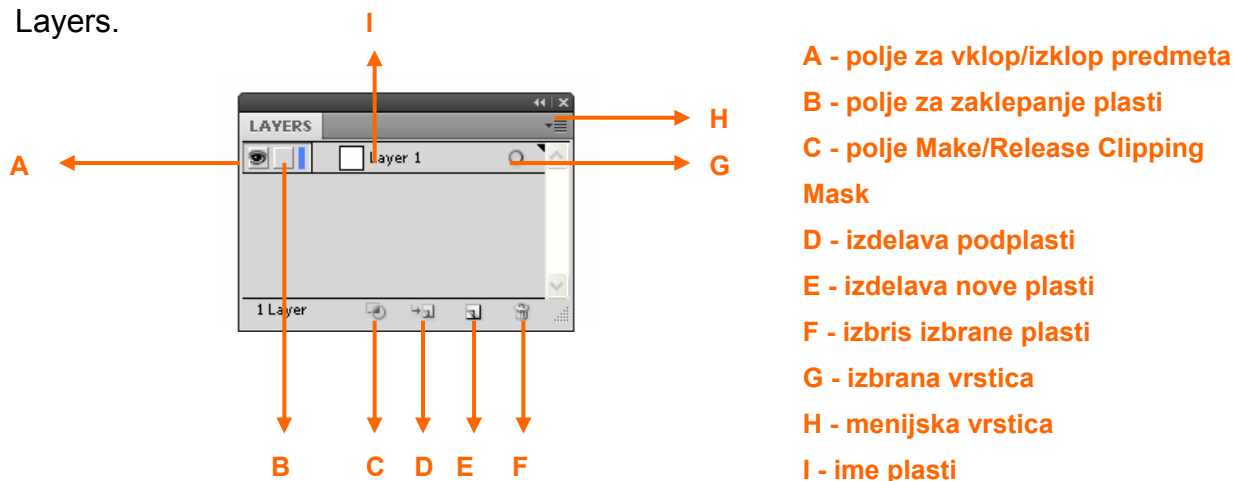 Layers.
I
A - polje za vklop/izklop predmeta
B - polje za zaklepanje plasti
C - polje Make/Release Clipping
Mask
D - izdelava podplasti
E - izdelava nove plasti
F - izbris izbrane plasti
G - izbrana vrstica
H - menijska vrstica
I - ime plasti
LAYERS
H
A
Layer 1
G
1 Layer
B
C
D
E
F